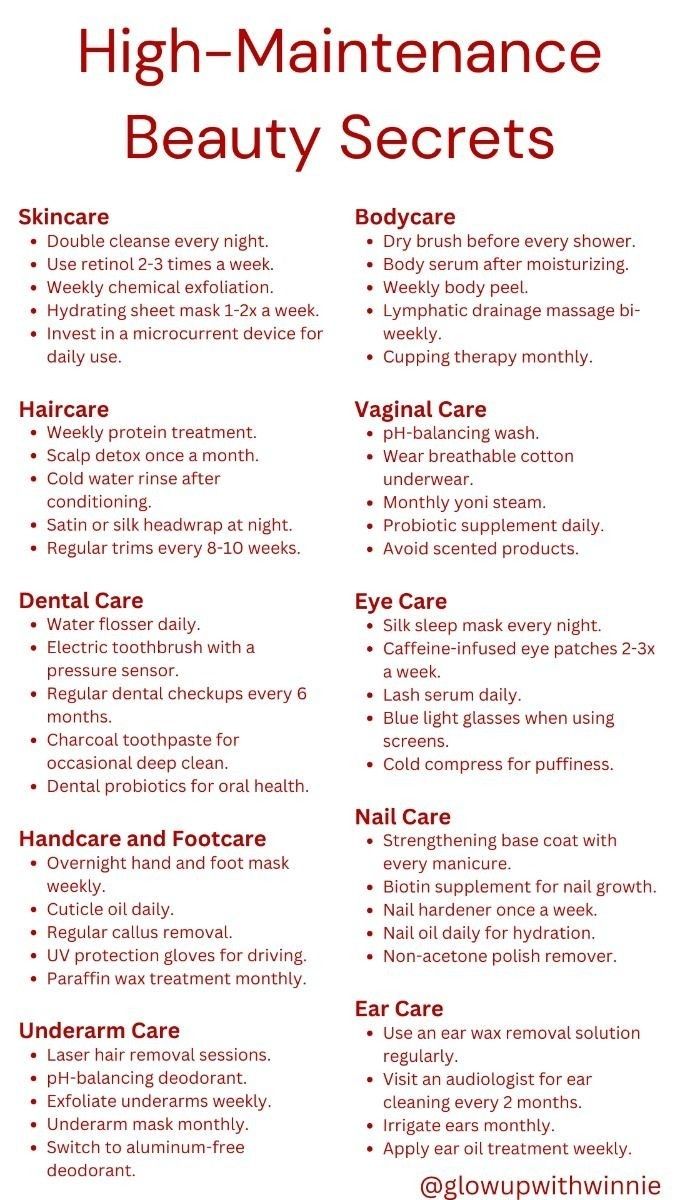 High-Maintenance
Beauty Secrets
Skincare
• Double cleanse every night.
• Use retinol 2-3 times a week.
• Weekly chemical exfoliation.
• Hydrating sheet mask 1-2x a week.
• Invest in a microcurrent device for
daily use.
Haircare
• Weekly protein treatment.
• Scalp detox once a month.
• Cold water rinse after
conditioning.
• Satin or silk headwrap at night.
• Regular trims every 8-10 weeks.
Dental Care
• Water flosser daily.
• Electric toothbrush with a
pressure sensor.
• Regular dental checkups every 6
months.
• Charcoal toothpaste for
occasional deep clean.
• Dental probiotics for oral health.
Handcare and Footcare
• Overnight hand and foot mask
weekly.
• Cuticle oil daily.
• Regular callus removal.
• UV protection gloves for driving.
• Paraffin wax treatment monthly.
Underarm Care
• Laser hair removal sessions.
• pH-balancing deodorant.
• Exfoliate underarms weekly.
• Underarm mask monthly.
• Switch to aluminum-free
deodorant.
Bodycare
• Dry brush before every shower.
• Body serum after moisturizing.
• Weekly body peel.
• Lymphatic drainage massage bi-
weekly.
• Cupping therapy monthly.
Vaginal Care
• pH-balancing wash.
• Wear breathable cotton
underwear.
• Monthly yoni steam.
• Probiotic supplement daily.
• Avoid scented products.
Eye Care
• Silk sleep mask every night.
• Caffeine-infused eye patches 2-3x
a week.
• Lash serum daily.
• Blue light glasses when using
screens.
• Cold compress for puffiness.
Nail Care
• Strengthening base coat with
every manicure.
• Biotin supplement for nail growth.
• Nail hardener once a week.
• Nail oil daily for hydration.
• Non-acetone polish remover.
Ear Care
• Use an ear wax removal solution
regularly.
• Visit an audiologist for ear
cleaning every 2 months.
• Irrigate ears monthly.
• Apply ear oil treatment weekly.
@glowupwithwinnie